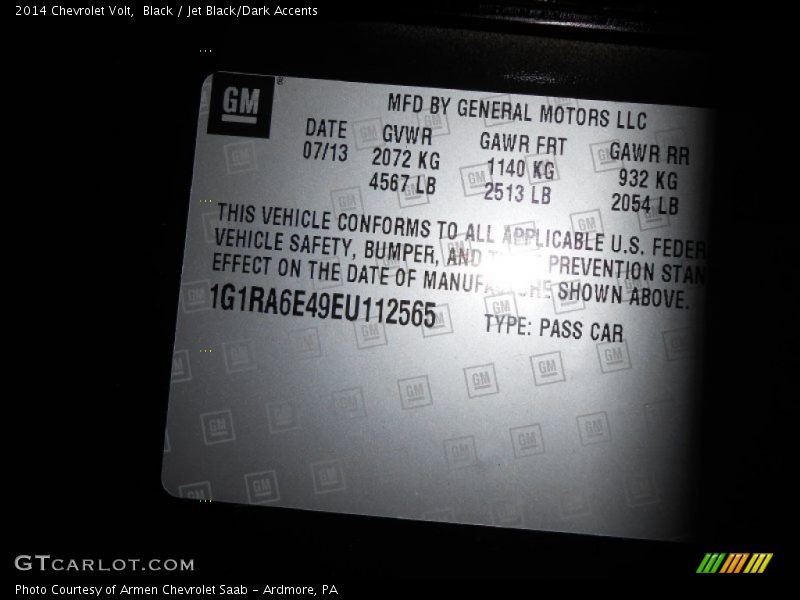 2014 Chevrolet Volt, Black / Jet Black/Dark Accents
GM
MFD BY GENERAL MOTORS LLC
DATE GVWR GAWR FRT GAWR RR
07/13 2072 KG 1140 KG 932 KG
4567 LB 2513 LB 2054 LB
THIS VEHICLE CONFORMS TO ALL APPLICABLE U.S. FEDER
VEHICLE SAFETY, BUMPER, AND PREVENTION STAN
EFFECT ON THE DATE OF MANUFACTURE SHOWN ABOVE.
1G1RA6E49EU112565 TYPE: PASS CAR
GTCARLOT.COM
Photo Courtesy of Armen Chevrolet Saab - Ardmore, PA